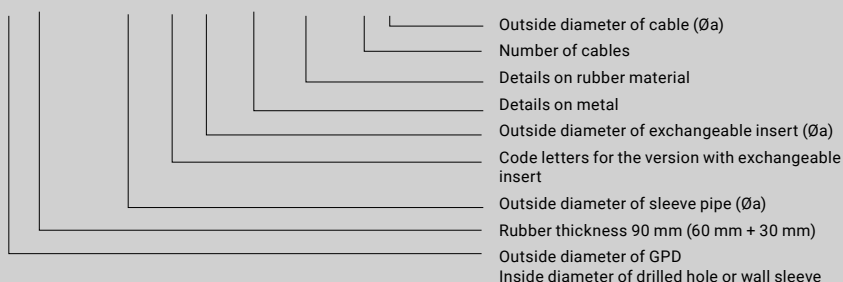 Outside diameter of cable (Øa)
Number of cables
Details on rubber material
Details on metal
Outside diameter of exchangeable insert (Øa)
Code letters for the version with exchangeable
insert
Outside diameter of sleeve pipe (Øa)
Rubber thickness 90 mm (60 mm + 30 mm)
Outside diameter of GPD
Inside diameter of drilled hole or wall sleeve